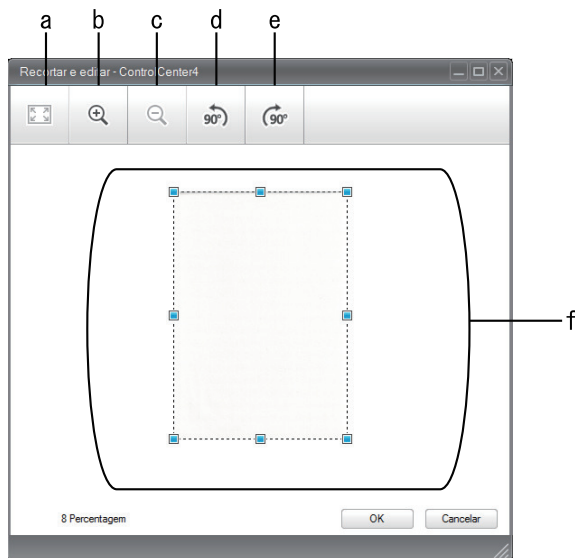 a b c d e
Recortar e editar - ControlCenter4
90° 90°
f
8 Percentagem OK Cancelar